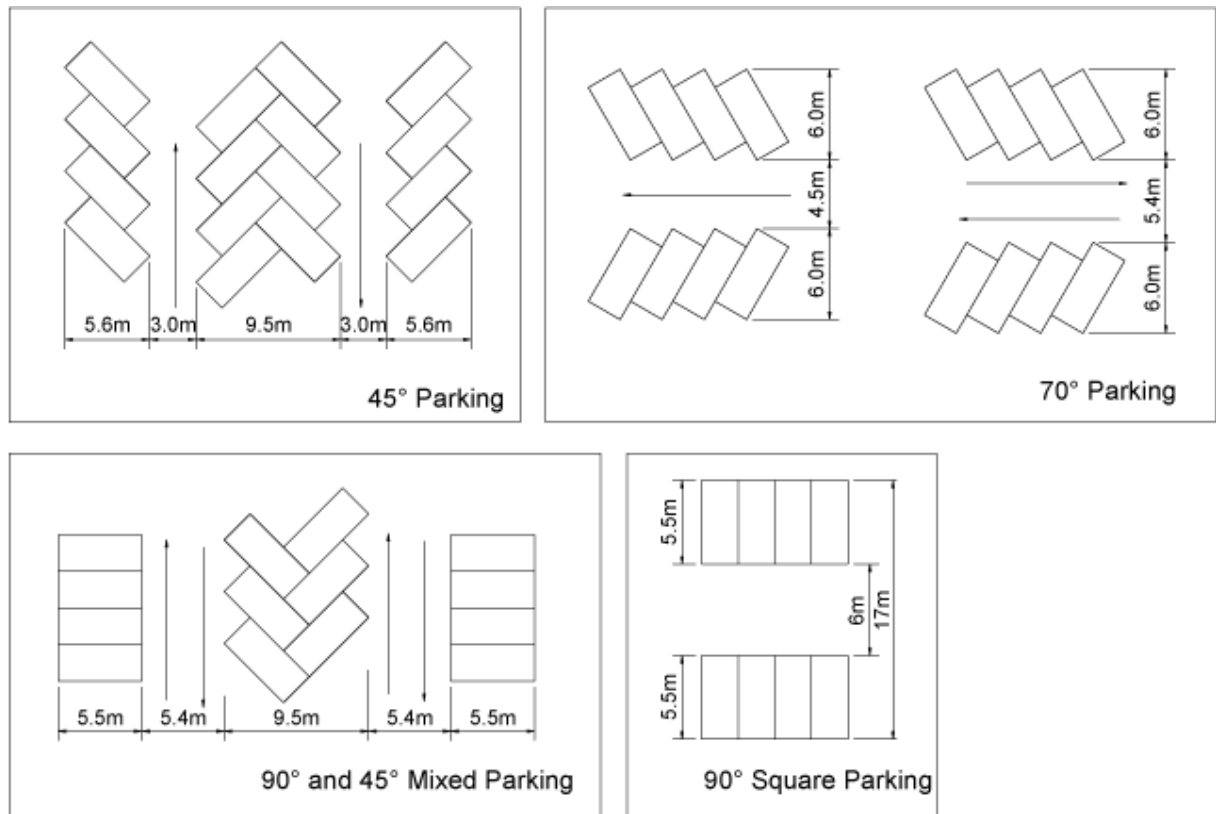 5.6m 3.0m 9.5m 3.0m 5.6m
45° Parking
6.0m
4.5m
6.0m
6.0m
5.4m
6.0m
70° Parking
5.5m 5.4m 9.5m 5.4m 5.5m
90° and 45° Mixed Parking
5.5m
6m
17m
5.5m
90° Square Parking